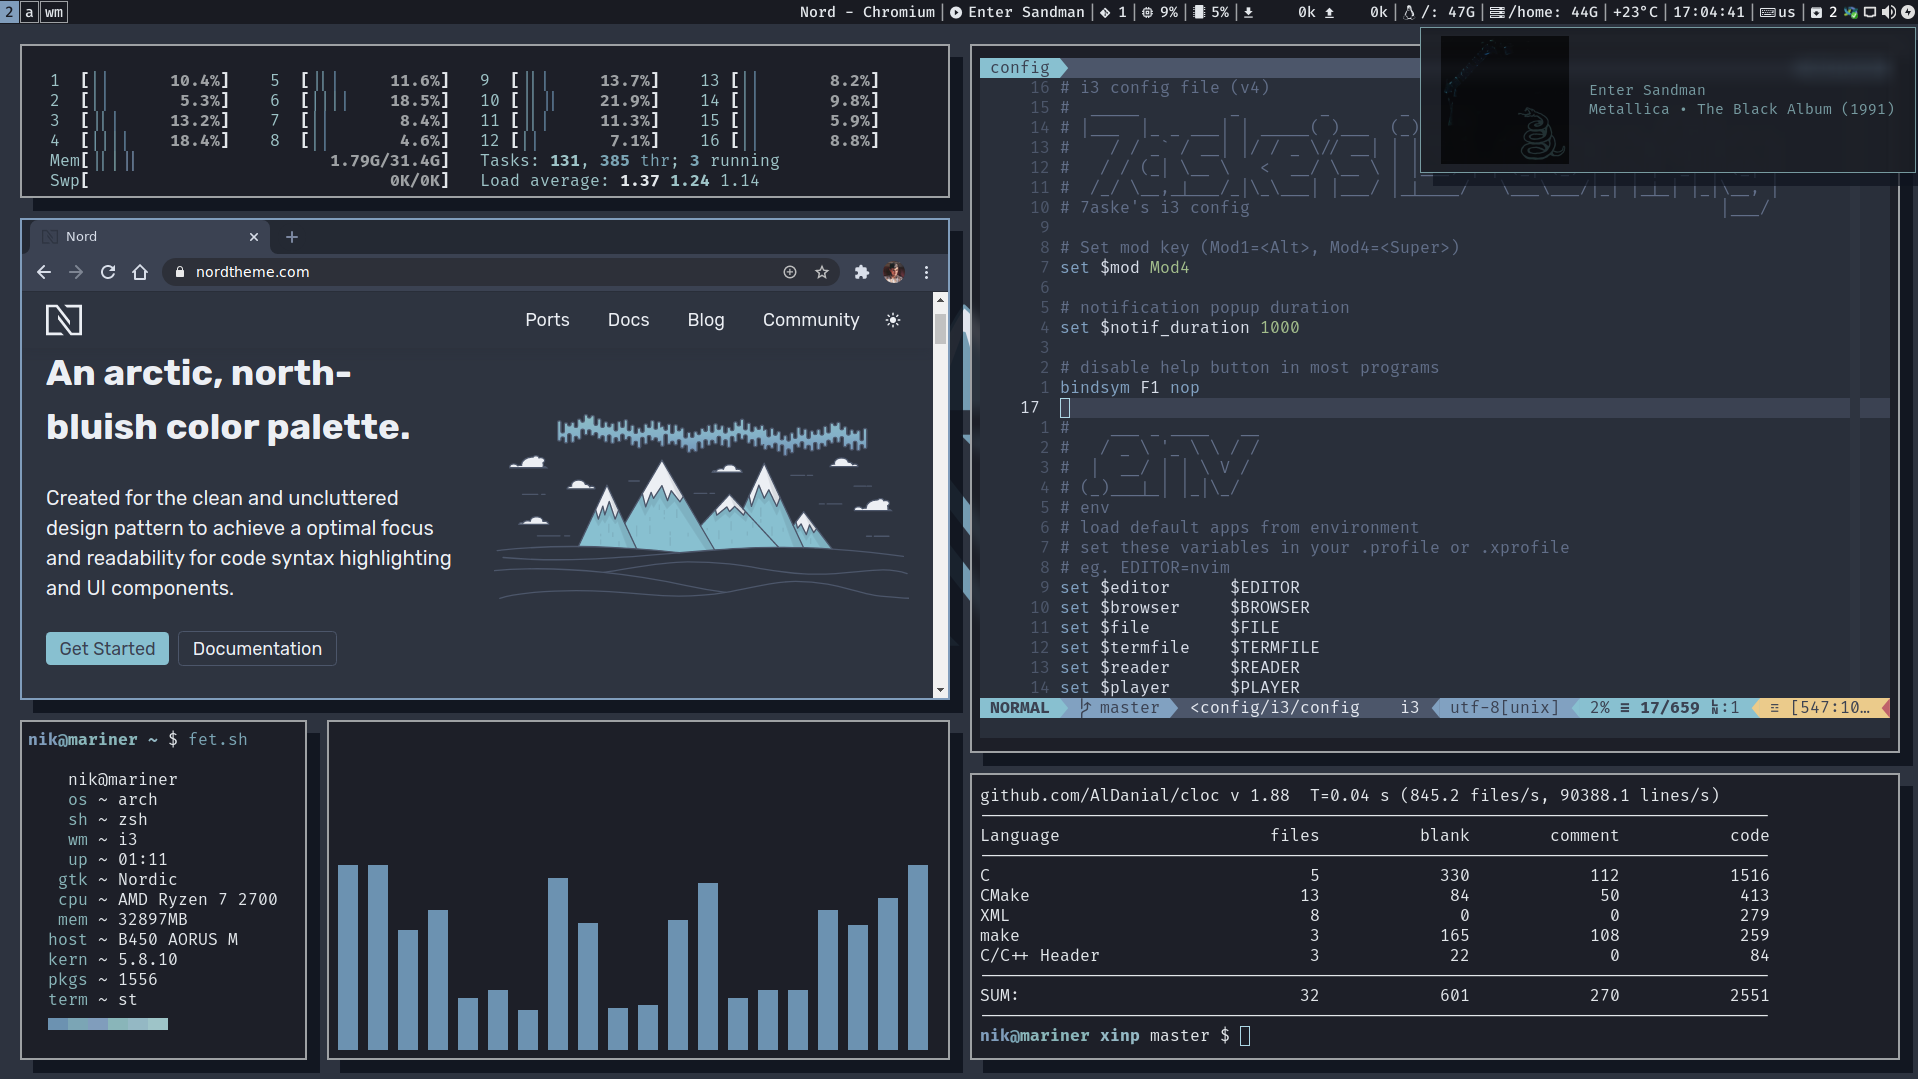 2 a wm
Nord - Chromium | Enter Sandman | 1 | 9% | 5% | 0k 0k | /: 47G | /home: 44G | +23°C | 17:04:41 | us | 2
1 [|| 10.4%] 5 [||| 11.6%] 9 [||| 13.7%] 13 [|| 8.2%]
2 [|| 5.3%] 6 [|||| 18.5%] 10 [|||| 21.9%] 14 [|| 9.8%]
3 [||| 13.2%] 7 [|| 8.4%] 11 [||| 11.3%] 15 [|| 5.9%]
4 [|||| 18.4%] 8 [|| 4.6%] 12 [|| 7.1%] 16 [|| 8.8%]
Mem[||||| 1.79G/31.4G] Tasks: 131, 385 thr; 3 running
Swp[ 0K/0K] Load average: 1.37 1.24 1.14
Nord
nordtheme.com
Ports Docs Blog Community
An arctic, north-
bluish color palette.
Created for the clean and uncluttered
design pattern to achieve a optimal focus
and readability for code syntax highlighting
and UI components.
Get Started Documentation
nik@mariner ~ $ fet.sh
nik@mariner
os ~ arch
sh ~ zsh
wm ~ i3
up ~ 01:11
gtk ~ Nordic
cpu ~ AMD Ryzen 7 2700
mem ~ 32897MB
host ~ B450 AORUS M
kern ~ 5.8.10
pkgs ~ 1556
term ~ st
Enter Sandman
Metallica • The Black Album (1991)
config
16 # i3 config file (v4)
15 #
14 #
13 #
12 #
11 #
10 # 7aske's i3 config
9
8 # Set mod key (Mod1=<Alt>, Mod4=<Super>)
7 set $mod Mod4
6
5 # notification popup duration
4 set $notif_duration 1000
3
2 # disable help button in most programs
1 bindsym F1 nop
17
1 #
2 #
3 #
4 #
5 # env
6 # load default apps from environment
7 # set these variables in your .profile or .xprofile
8 # eg. EDITOR=nvim
9 set $editor $EDITOR
10 set $browser $BROWSER
11 set $file $FILE
12 set $termfile $TERMFILE
13 set $reader $READER
14 set $player $PLAYER
NORMAL master <config/i3/config i3 utf-8[unix] 2% ≡ 17/659 :1 [547:10…
github.com/AlDanial/cloc v 1.88 T=0.04 s (845.2 files/s, 90388.1 lines/s)
Language files blank comment code
C 5 330 112 1516
CMake 13 84 50 413
XML 8 0 0 279
make 3 165 108 259
C/C++ Header 3 22 0 84
SUM: 32 601 270 2551
nik@mariner xinp master $